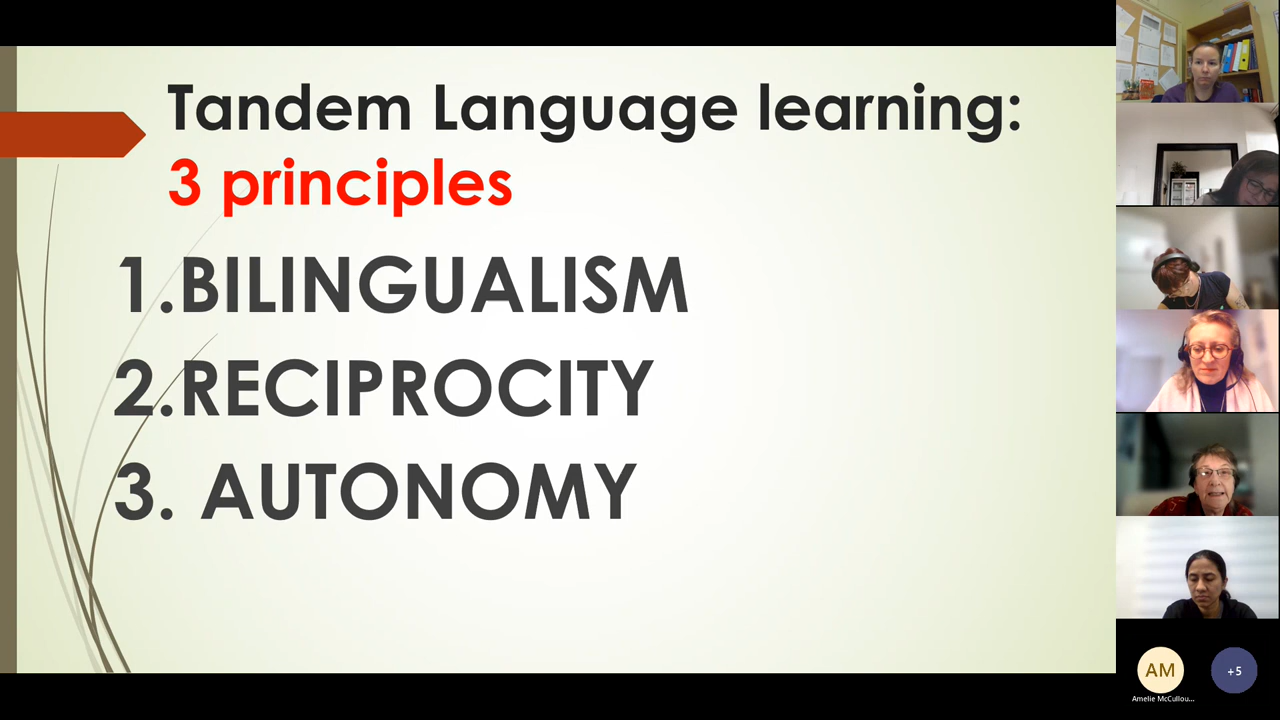 Tandem Language learning:
3 principles
1.BILINGUALISM
2.RECIPROCITY
3. AUTONOMY
AM
+5
Amelie McCullou...